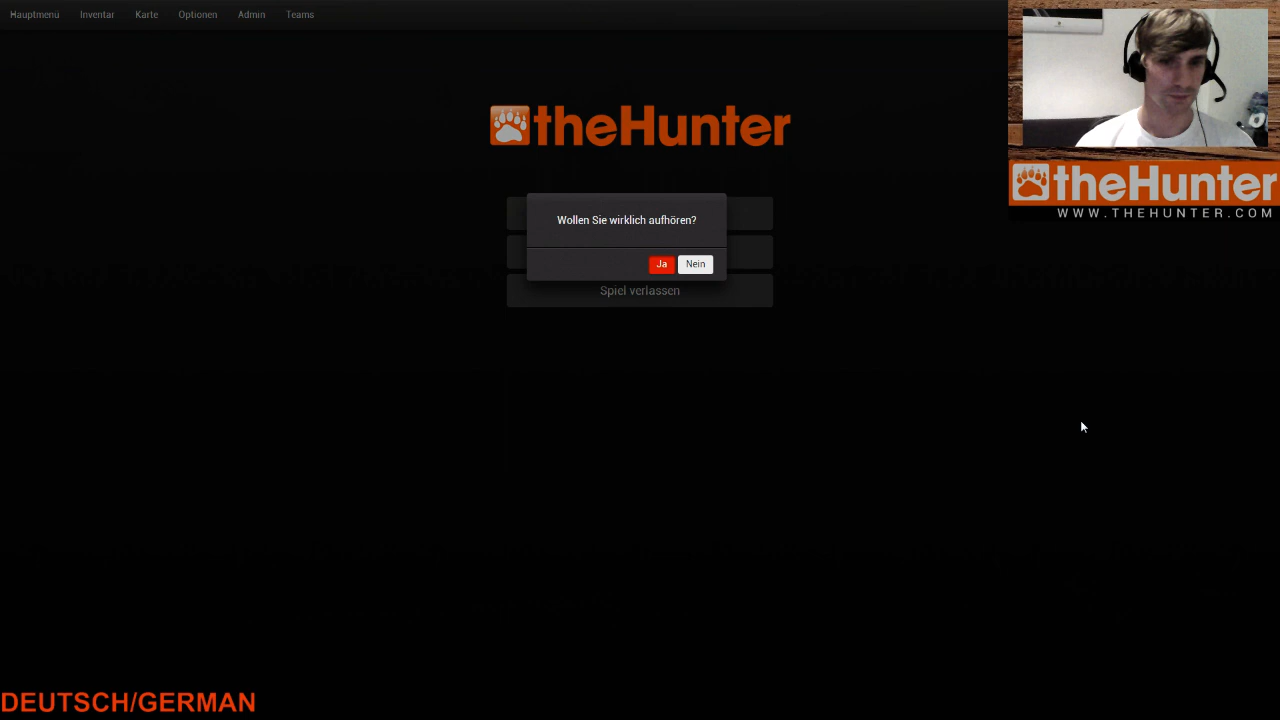 Hauptmenü Inventar Karte Optionen Admin Teams
theHunter
Wollen Sie wirklich aufhören?
Ja Nein
Spiel verlassen
theHunter
WWW.THEHUNTER.COM
DEUTSCH/GERMAN